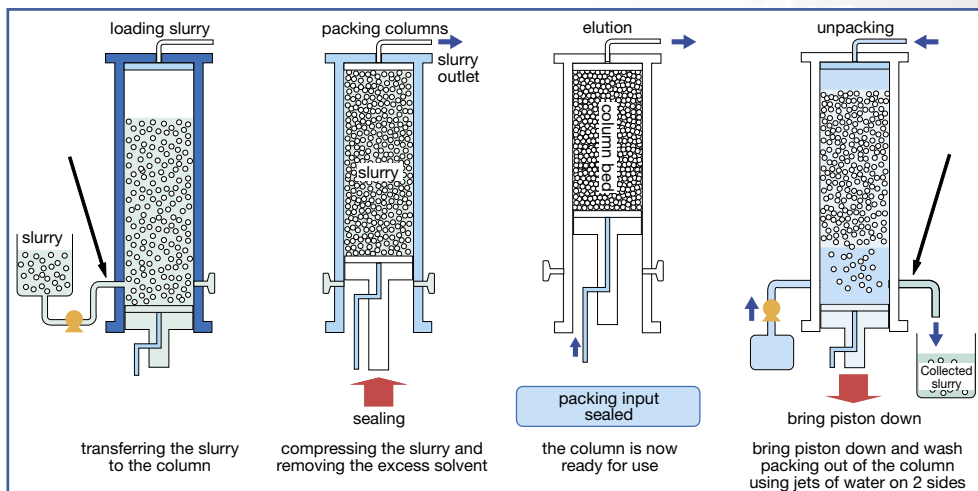 loading slurry
packing columns
elution
unpacking
slurry
outlet
slurry
slurry
column bed
Collected
slurry
sealing
packing input
sealed
bring piston down
transferring the slurry
to the column
compressing the slurry and
removing the excess solvent
the column is now
ready for use
bring piston down and wash
packing out of the column
using jets of water on 2 sides